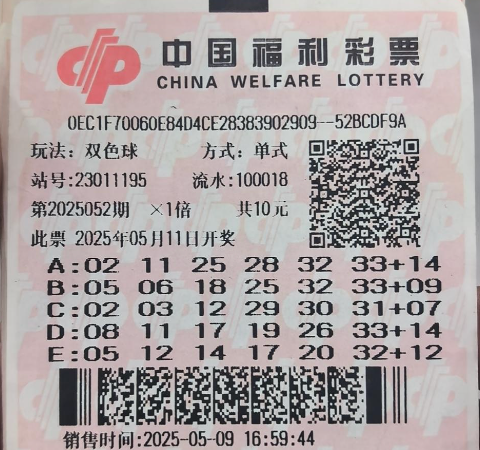 中国福利彩票
CHINA WELFARE LOTTERY
0EC1F70060E84D4CE28383902909--52BCDF9A
玩法: 双色球 方式: 单式
站号:23011195 流水:100018
第2025052期 ×1倍 共10元
此票 2025年05月11日开奖
A:02 11 25 28 32 33+14
B:05 06 18 25 32 33+09
C:02 03 12 29 30 31+07
D:08 11 17 19 26 33+14
E:05 12 14 17 20 32+12
销售时间:2025-05-09 16:59:44